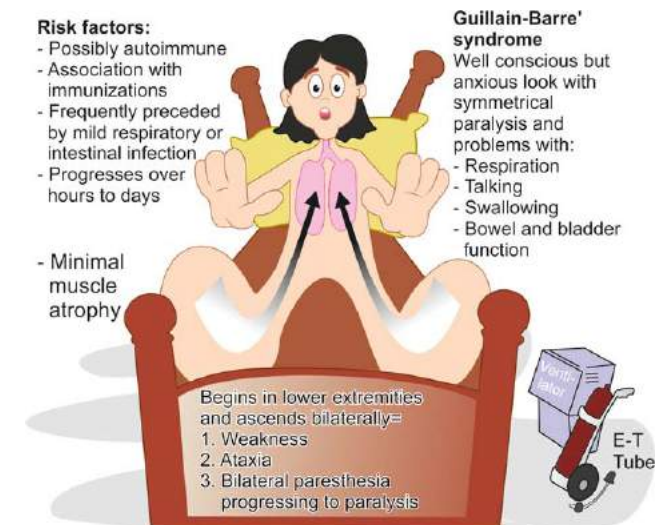 Risk factors:
- Possibly autoimmune
- Association with
immunizations
- Frequently preceded
by mild respiratory or
intestinal infection
- Progresses over
hours to days
- Minimal
muscle
atrophy
Guillain-Barre'
syndrome
Well conscious but
anxious look with
symmetrical
paralysis and
problems with:
- Respiration
- Talking
- Swallowing
- Bowel and bladder
function
Begins in lower extremities
and ascends bilaterally=
1. Weakness
2. Ataxia
3. Bilateral paresthesia
progressing to paralysis
Venti-
lator
E-T
Tube